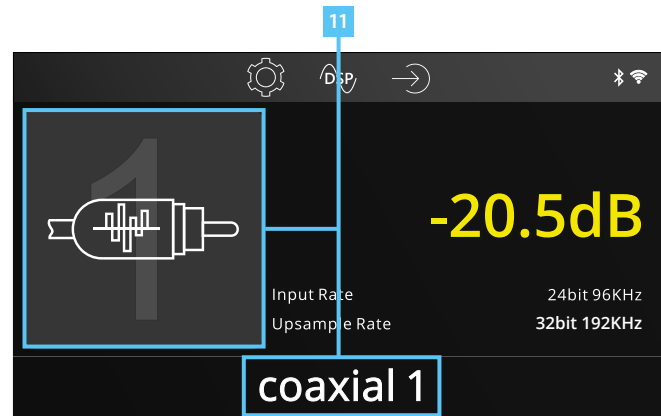 11
DSP
1
-20.5dB
Input Rate 24bit 96KHz
Upsample Rate 32bit 192KHz
coaxial 1